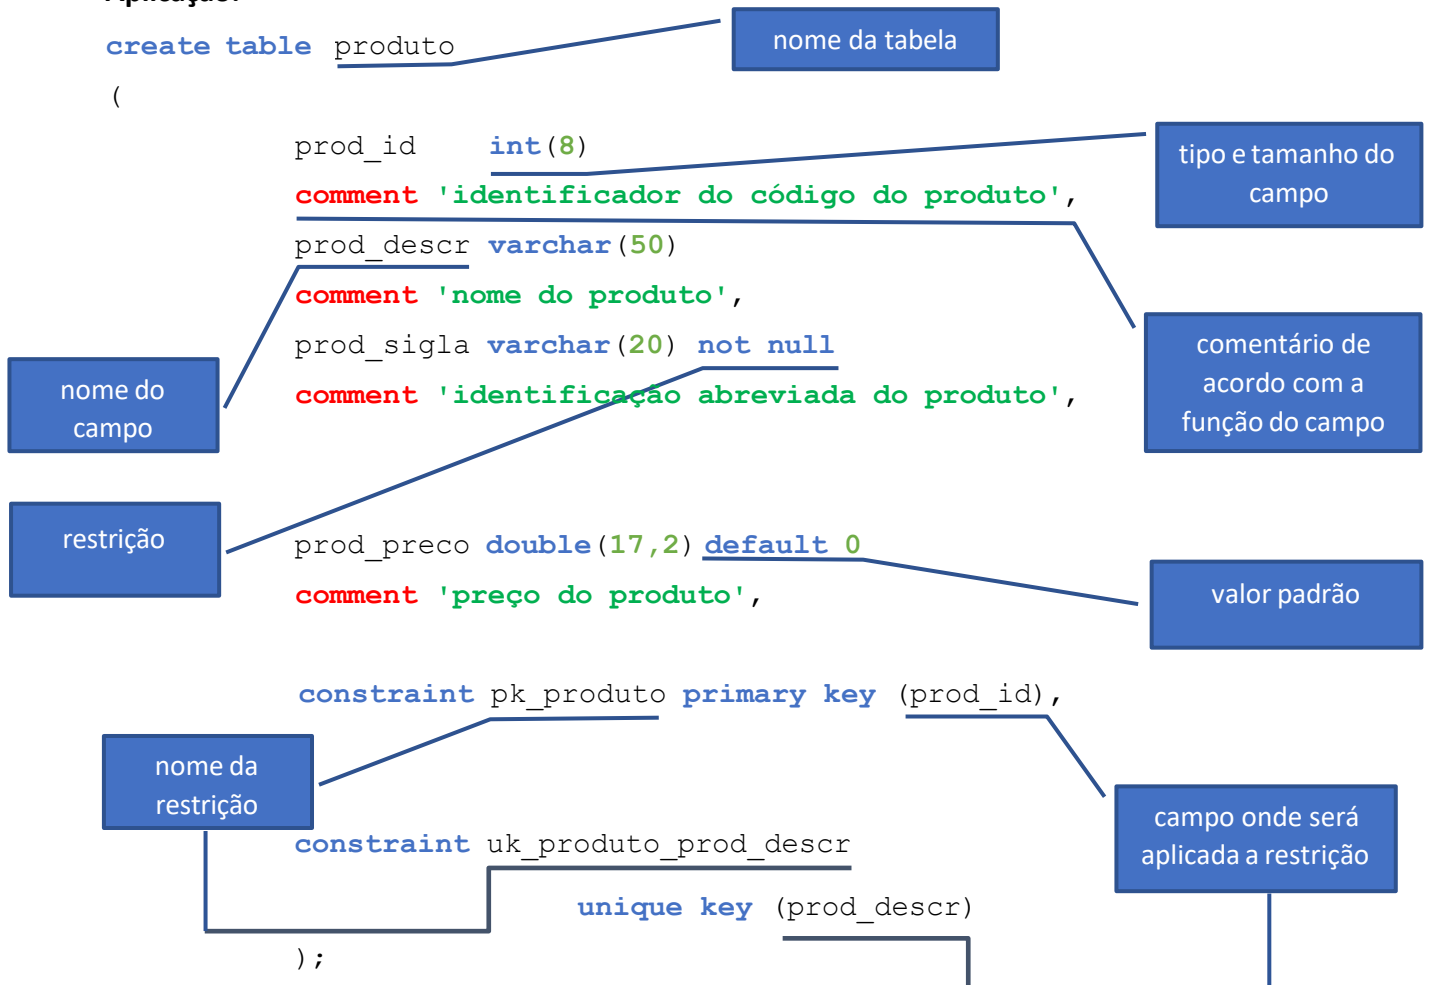 Aplicação:
create table produto
nome da tabela
(
prod_id int(8)
tipo e tamanho do
campo
comment 'identificador do código do produto',
prod_descr varchar(50)
comment 'nome do produto',
prod_sigla varchar(20) not null
comentário de
acordo com a
função do campo
nome do
campo
comment 'identificação abreviada do produto',
restrição
prod_preco double(17,2) default 0
valor padrão
comment 'preço do produto',
constraint pk_produto primary key (prod_id),
nome da
restrição
campo onde será
aplicada a restrição
constraint uk_produto_prod_descr
unique key (prod_descr)
);